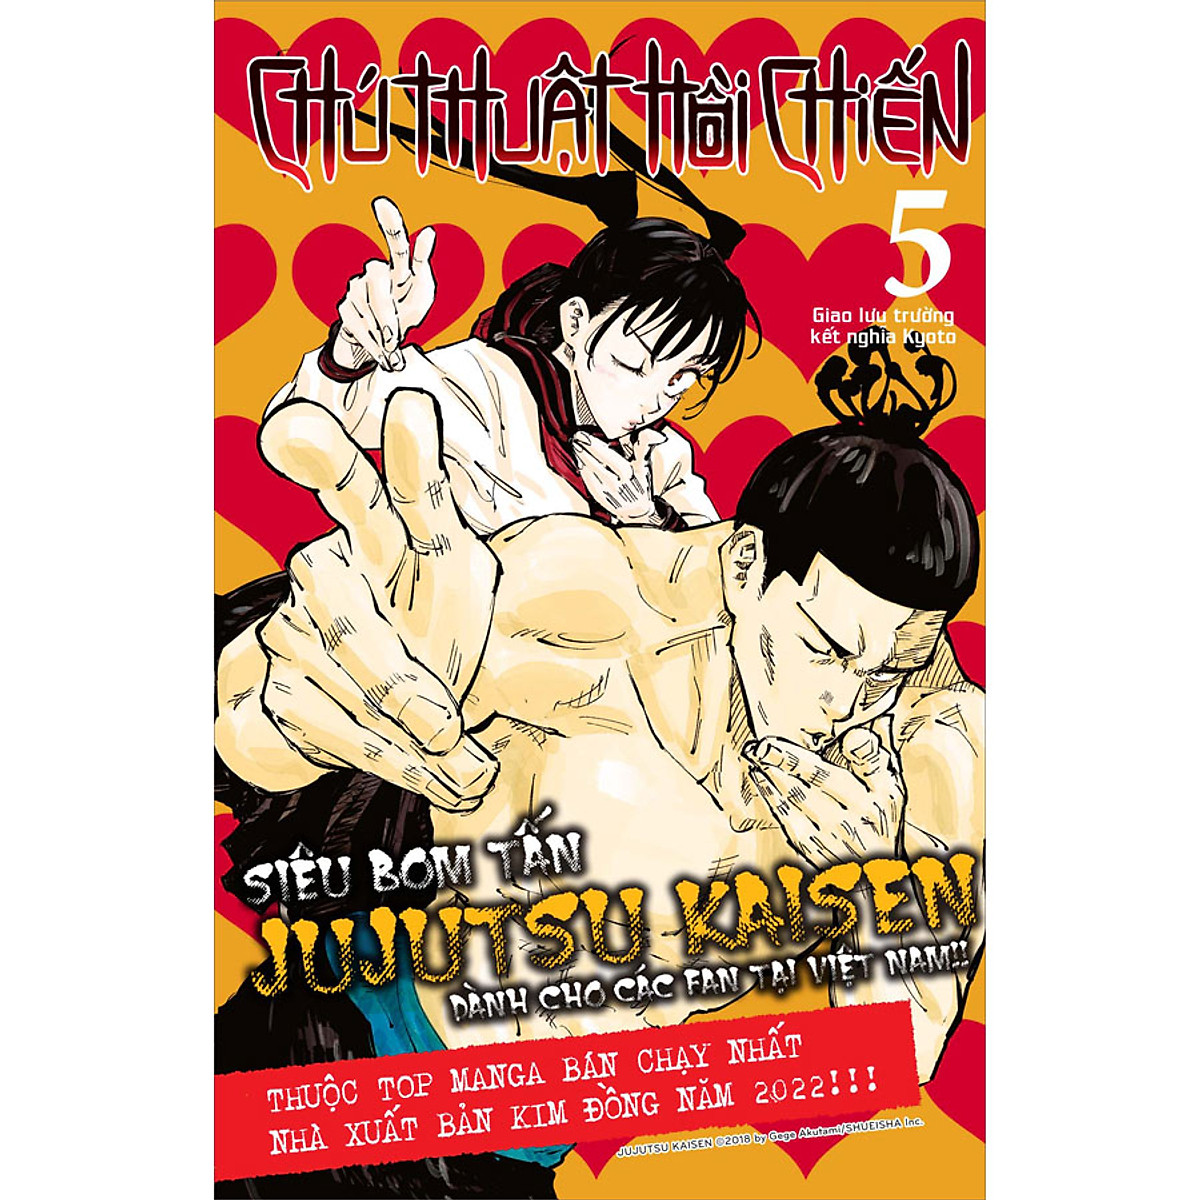 CHÚ THUẬT HỒI CHIẾN
5
Giao lưu trường
kết nghĩa Kyoto
SIÊU BOM TẤN
JUJUTSU KAISEN
DÀNH CHO CÁC FAN TẠI VIỆT NAM!!
THUỘC TOP MANGA BÁN CHẠY NHẤT
NHÀ XUẤT BẢN KIM ĐỒNG NĂM 2022!!!
JUJUTSU KAISEN ©2018 by Gege Akutami/SHUEISHA Inc.